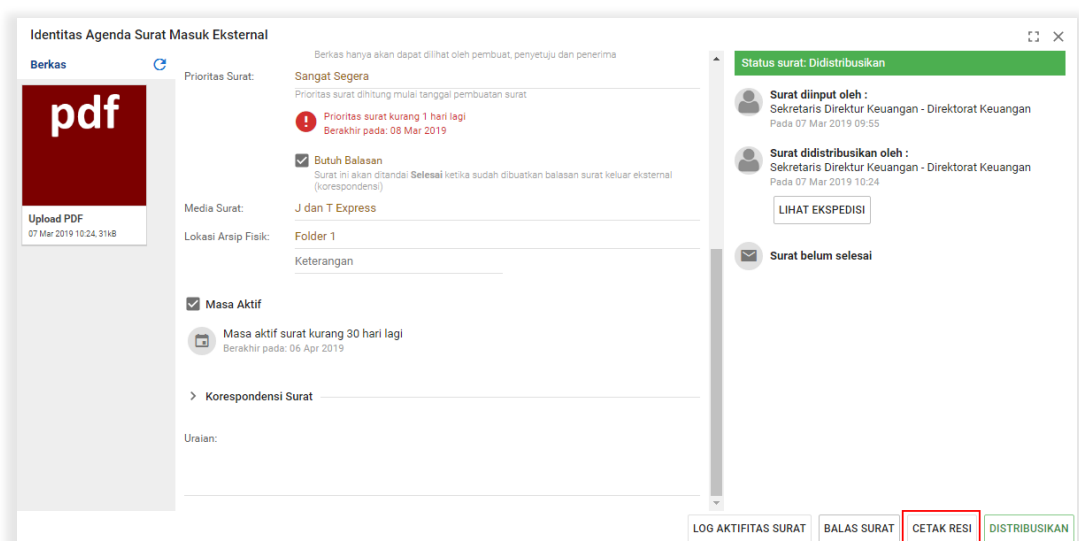 Identitas Agenda Surat Masuk Eksternal
Berkas
pdf
Upload PDF
07 Mar 2019 10:24, 31kB
Berkas hanya akan dapat dilihat oleh pembuat, penyetuju dan penerima
Prioritas Surat:
Sangat Segera
Prioritas surat dihitung mulai tanggal pembuatan surat
Prioritas surat kurang 1 hari lagi
Berakhir pada: 08 Mar 2019
Butuh Balasan
Surat ini akan ditandai Selesai ketika sudah dibuatkan balasan surat keluar eksternal
(korespondensi)
Media Surat:
J dan T Express
Lokasi Arsip Fisik:
Folder 1
Keterangan
Masa Aktif
Masa aktif surat kurang 30 hari lagi
Berakhir pada: 06 Apr 2019
Korespondensi Surat
Uraian:
Status surat: Didistribusikan
Surat diinput oleh :
Sekretaris Direktur Keuangan - Direktorat Keuangan
Pada 07 Mar 2019 09:55
Surat didistribusikan oleh :
Sekretaris Direktur Keuangan - Direktorat Keuangan
Pada 07 Mar 2019 10:24
LIHAT EKSPEDISI
Surat belum selesai
LOG AKTIFITAS SURAT
BALAS SURAT
CETAK RESI
DISTRIBUSIKAN